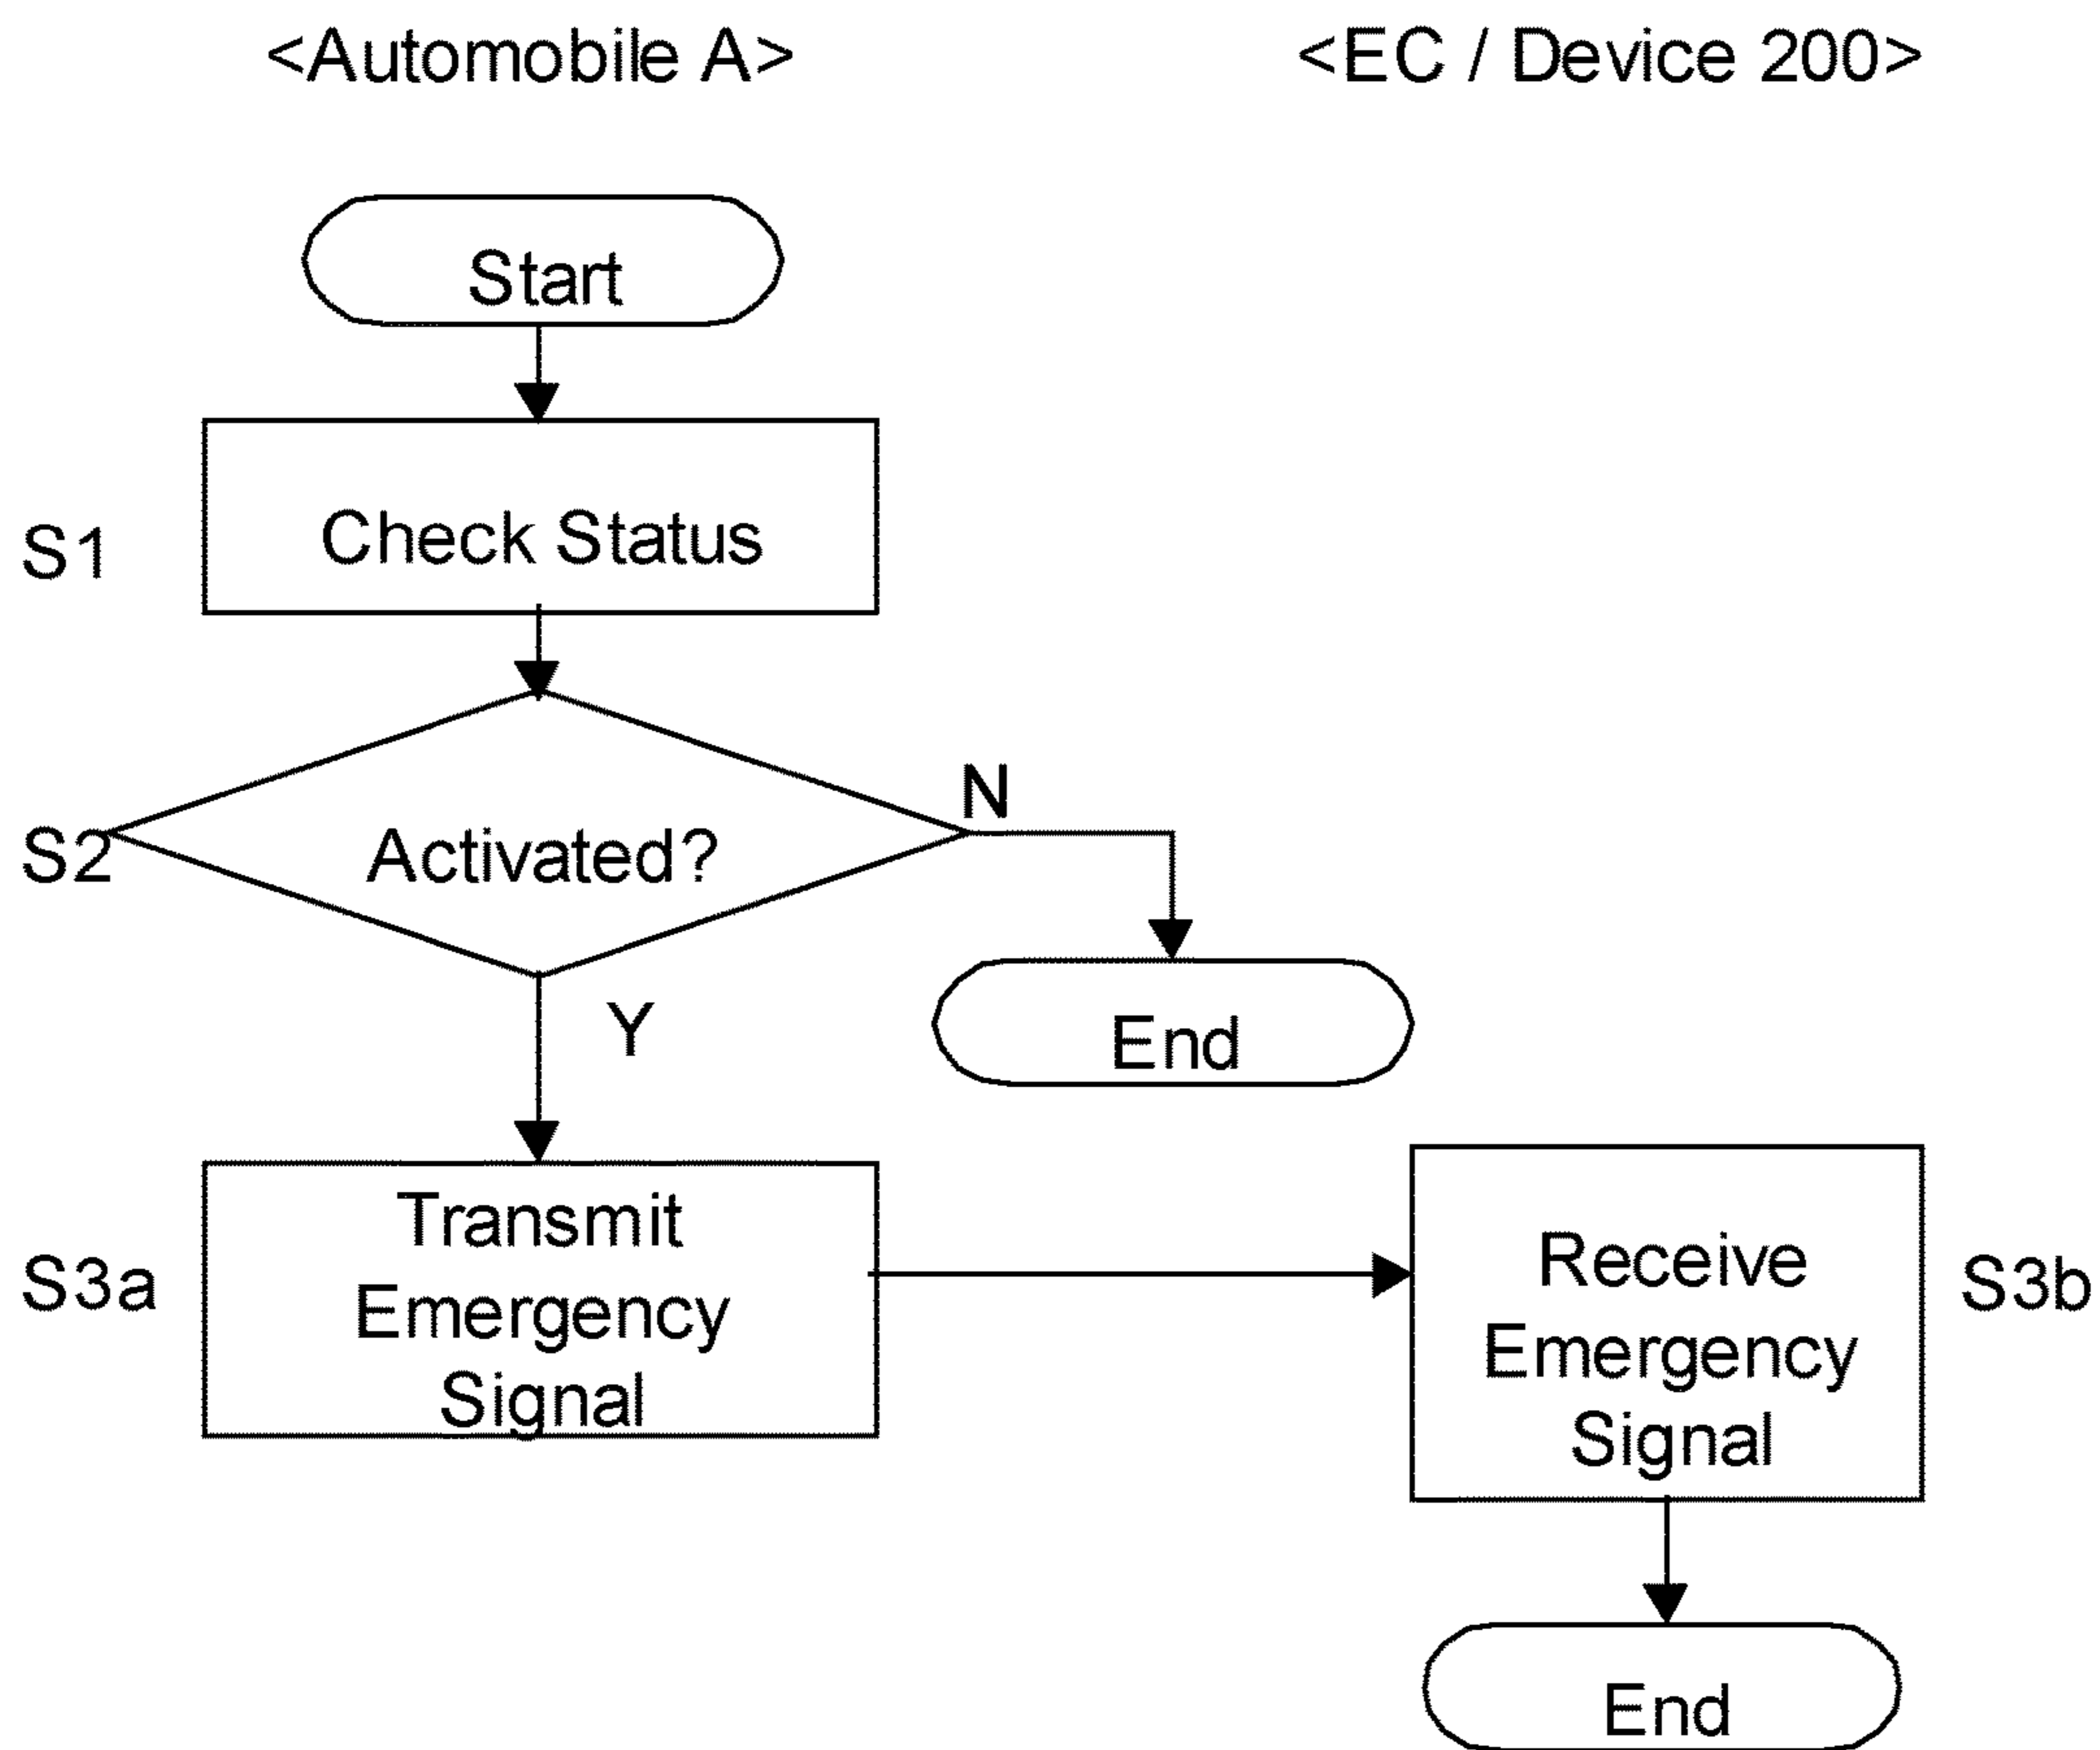 <Automobile A>
<EC / Device 200>
Start
S1
Check Status
S2
Activated?
N
Y
End
S3a
Transmit
Emergency
Signal
Receive
Emergency
Signal
S3b
End